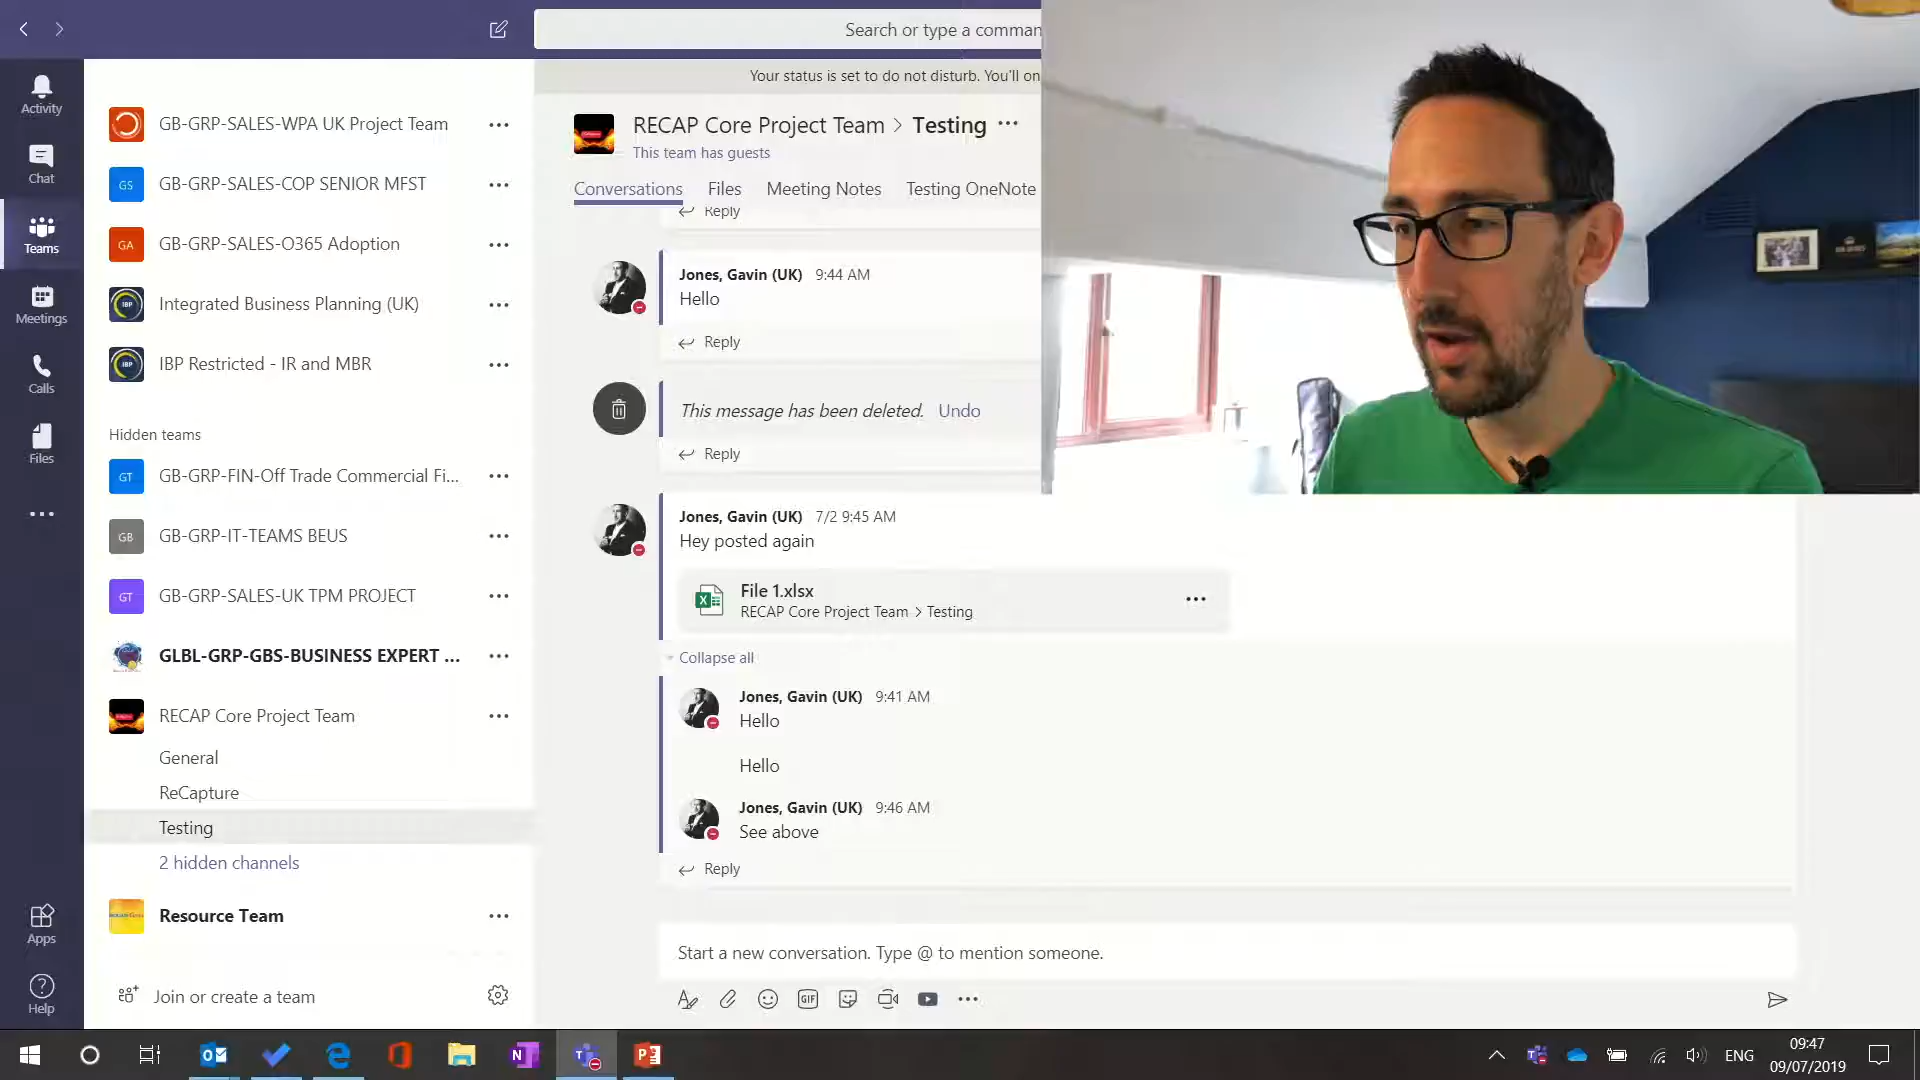 Search or type a comman
Your status is set to do not disturb. You'll on
Activity
Chat
Teams
Meetings
Calls
Files
Apps
Help
GB-GRP-SALES-WPA UK Project Team
GS
GB-GRP-SALES-COP SENIOR MFST
GA
GB-GRP-SALES-O365 Adoption
IBP
Integrated Business Planning (UK)
IBP
IBP Restricted - IR and MBR
Hidden teams
GT
GB-GRP-FIN-Off Trade Commercial Fi...
GB
GB-GRP-IT-TEAMS BEUS
GT
GB-GRP-SALES-UK TPM PROJECT
GLBL-GRP-GBS-BUSINESS EXPERT ...
RECAP Core Project Team
General
ReCapture
Testing
2 hidden channels
Resource Team
Join or create a team
RECAP Core Project Team > Testing
This team has guests
Conversations Files Meeting Notes Testing OneNote
Reply
Jones, Gavin (UK) 9:44 AM
Hello
Reply
This message has been deleted. Undo
Reply
Jones, Gavin (UK) 7/2 9:45 AM
Hey posted again
File 1.xlsx
RECAP Core Project Team > Testing
Collapse all
Jones, Gavin (UK) 9:41 AM
Hello
Hello
Jones, Gavin (UK) 9:46 AM
See above
Reply
Start a new conversation. Type @ to mention someone.
GIF
ENG
09:47
09/07/2019